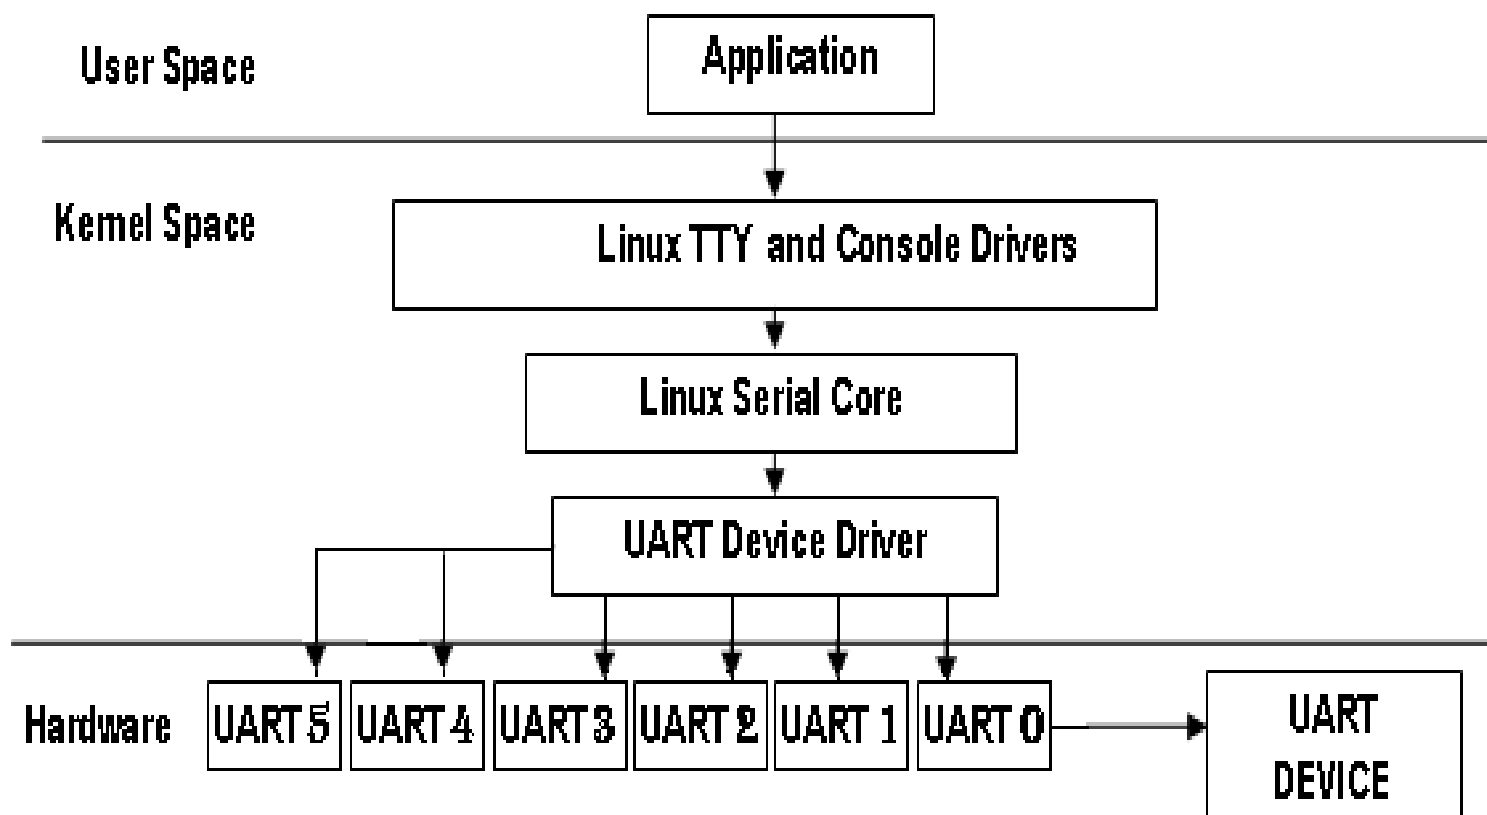 User Space
Application
Kernel Space
Linux TTY and Console Drivers
Linux Serial Core
UART Device Driver
Hardware
UART 5
UART 4
UART 3
UART 2
UART 1
UART 0
UART
DEVICE